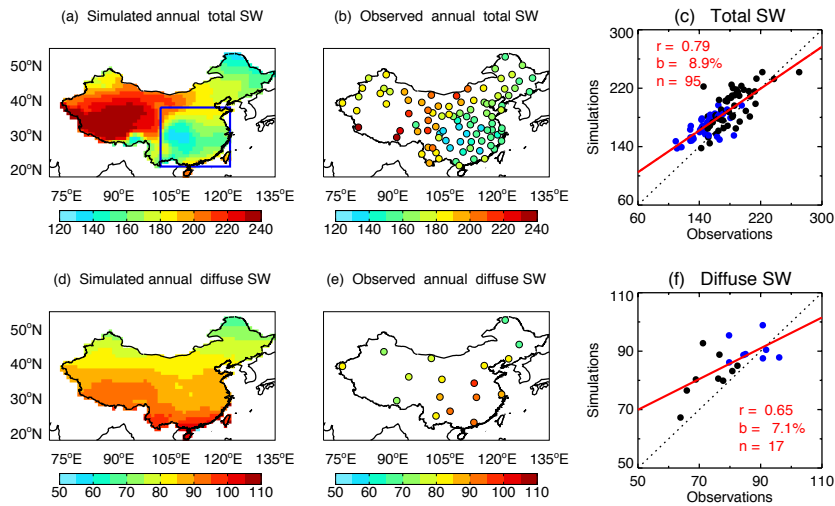 (a) Simulated annual total SW
(b) Observed annual total SW
(c) Total SW
50°N
40°N
30°N
20°N
75°E 90°E 105°E 120°E 135°E
75°E 90°E 105°E 120°E 135°E
120 140 160 180 200 220 240
120 140 160 180 200 220 240
300
220
140
60
Simulations
r = 0.79
b = 8.9%
n = 95
60 140 220 300
Observations
(d) Simulated annual diffuse SW
(e) Observed annual diffuse SW
(f) Diffuse SW
50°N
40°N
30°N
20°N
75°E 90°E 105°E 120°E 135°E
75°E 90°E 105°E 120°E 135°E
50 60 70 80 90 100 110
50 60 70 80 90 100 110
110
90
70
50
Simulations
r = 0.65
b = 7.1%
n = 17
50 70 90 110
Observations